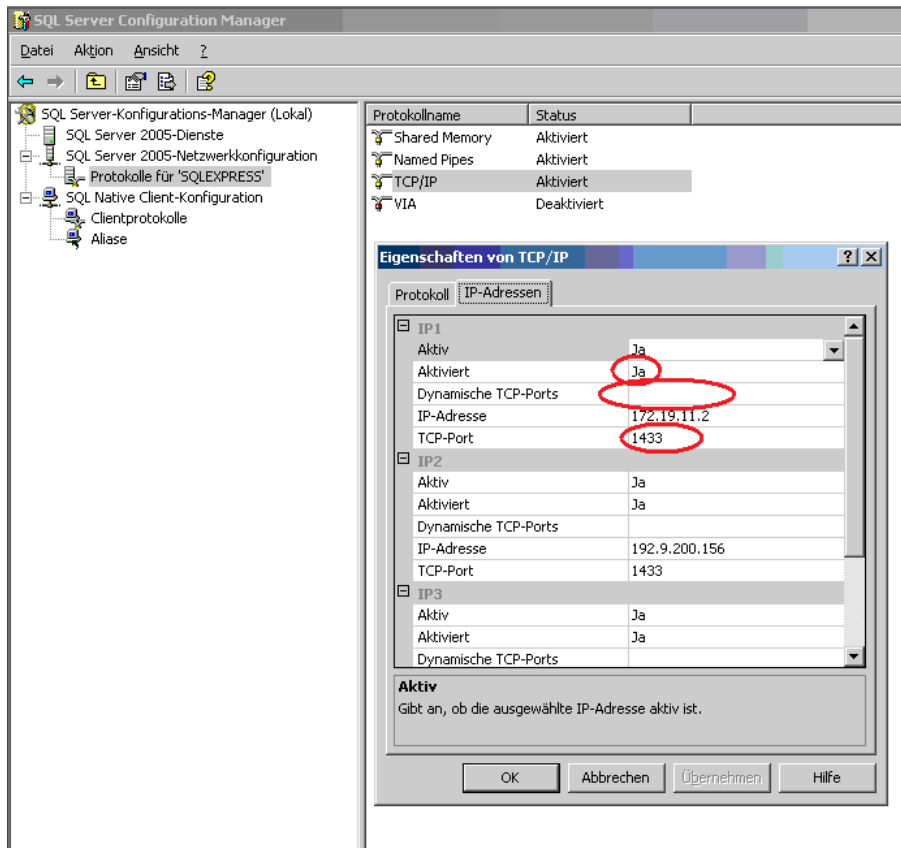 SQL Server Configuration Manager
Datei Aktion Ansicht ?
SQL Server-Konfigurations-Manager (Lokal)
SQL Server 2005-Dienste
SQL Server 2005-Netzwerkkonfiguration
Protokolle für 'SQLEXPRESS'
SQL Native Client-Konfiguration
Clientprotokolle
Aliase
Protokollname Status
Shared Memory Aktiviert
Named Pipes Aktiviert
TCP/IP Aktiviert
VIA Deaktiviert
Eigenschaften von TCP/IP
Protokoll IP-Adressen
IP1
Aktiv Ja
Aktiviert Ja
Dynamische TCP-Ports
IP-Adresse 172.19.11.2
TCP-Port 1433
IP2
Aktiv Ja
Aktiviert Ja
Dynamische TCP-Ports
IP-Adresse 192.9.200.156
TCP-Port 1433
IP3
Aktiv Ja
Aktiviert Ja
Dynamische TCP-Ports
Aktiv
Gibt an, ob die ausgewählte IP-Adresse aktiv ist.
OK Abbrechen Übernehmen Hilfe